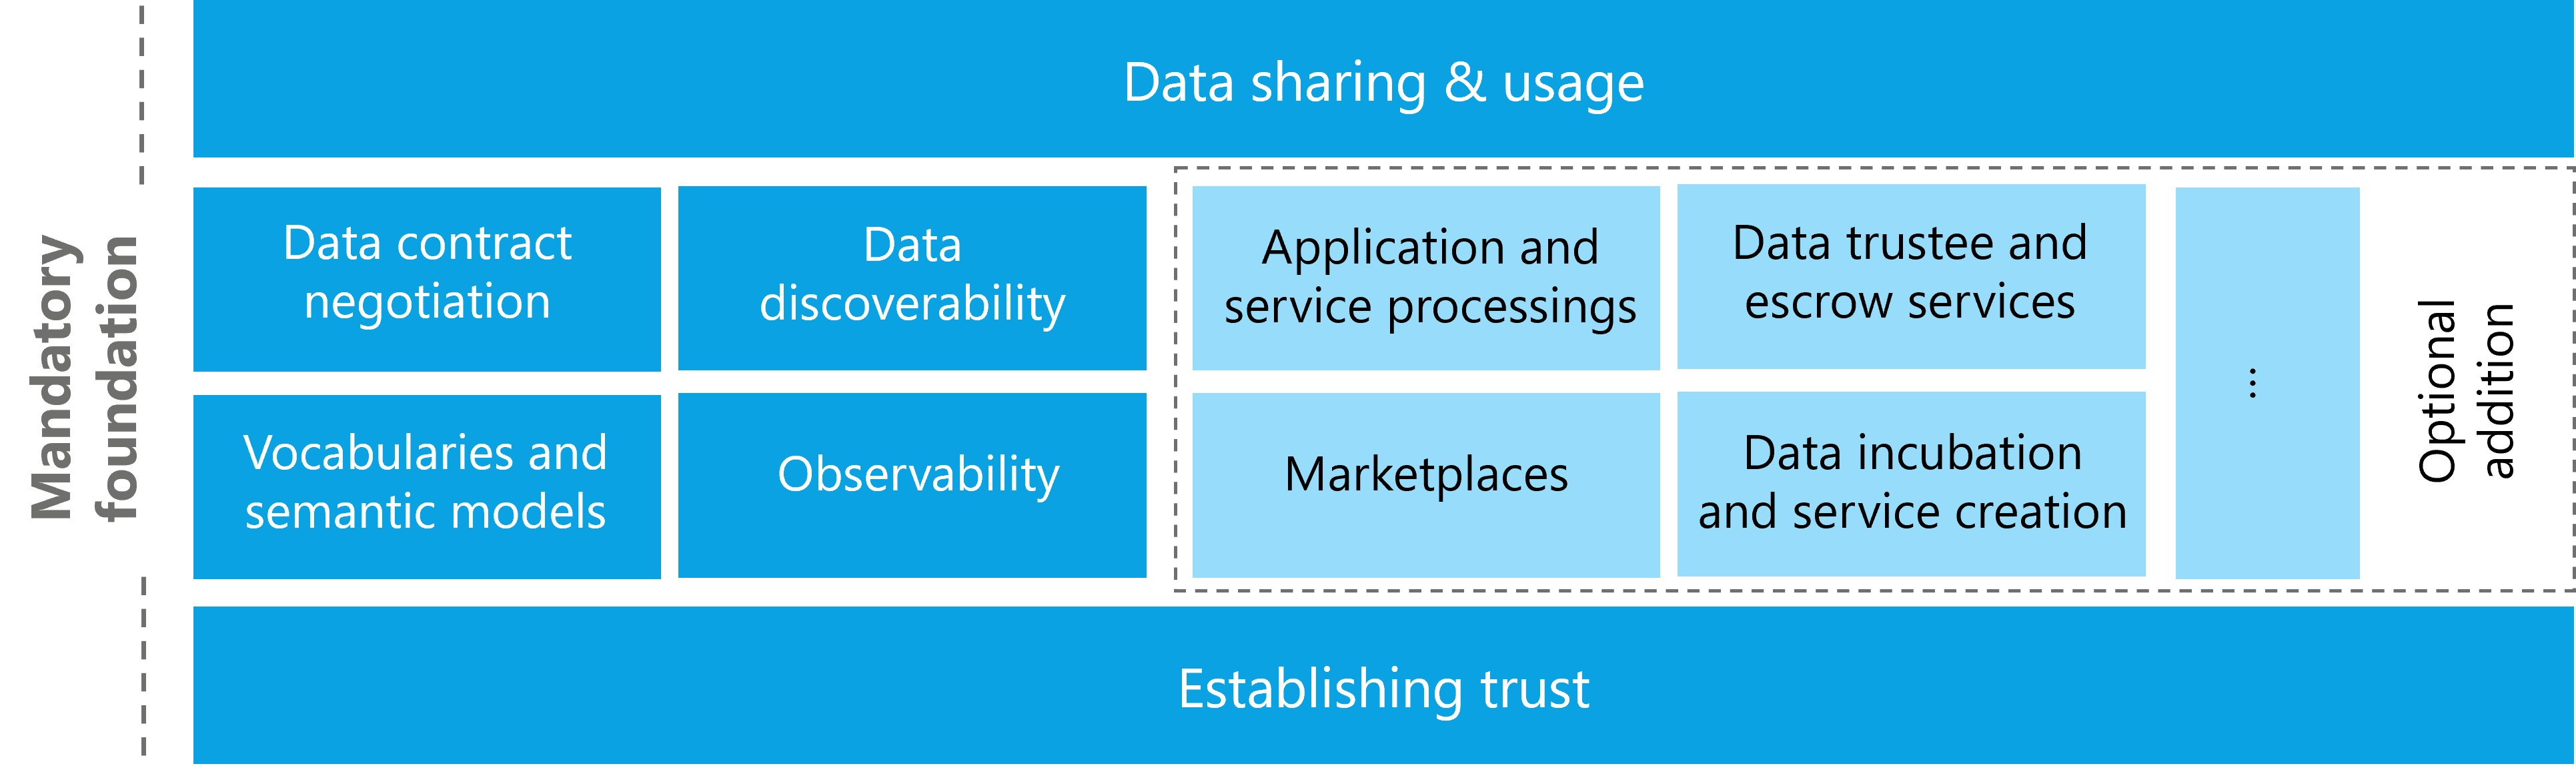 Data sharing & usage
Mandatory
foundation
Data contract
negotiation
Data
discoverability
Application and
service processings
Data trustee and
escrow services
Vocabularies and
semantic models
Observability
Marketplaces
Data incubation
and service creation
...
Optional
addition
Establishing trust